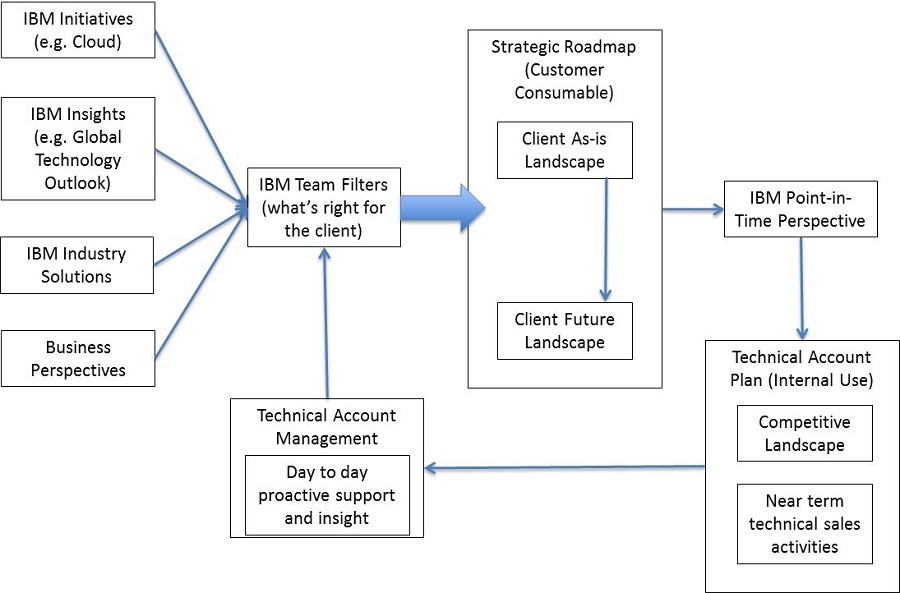 IBM Initiatives
(e.g. Cloud)
IBM Insights
(e.g. Global
Technology
Outlook)
IBM Industry
Solutions
Business
Perspectives
IBM Team Filters
(what's right for
the client)
Strategic Roadmap
(Customer
Consumable)
Client As-is
Landscape
Client Future
Landscape
IBM Point-in-
Time Perspective
Technical Account
Plan (Internal Use)
Competitive
Landscape
Near term
technical sales
activities
Technical Account
Management
Day to day
proactive support
and insight